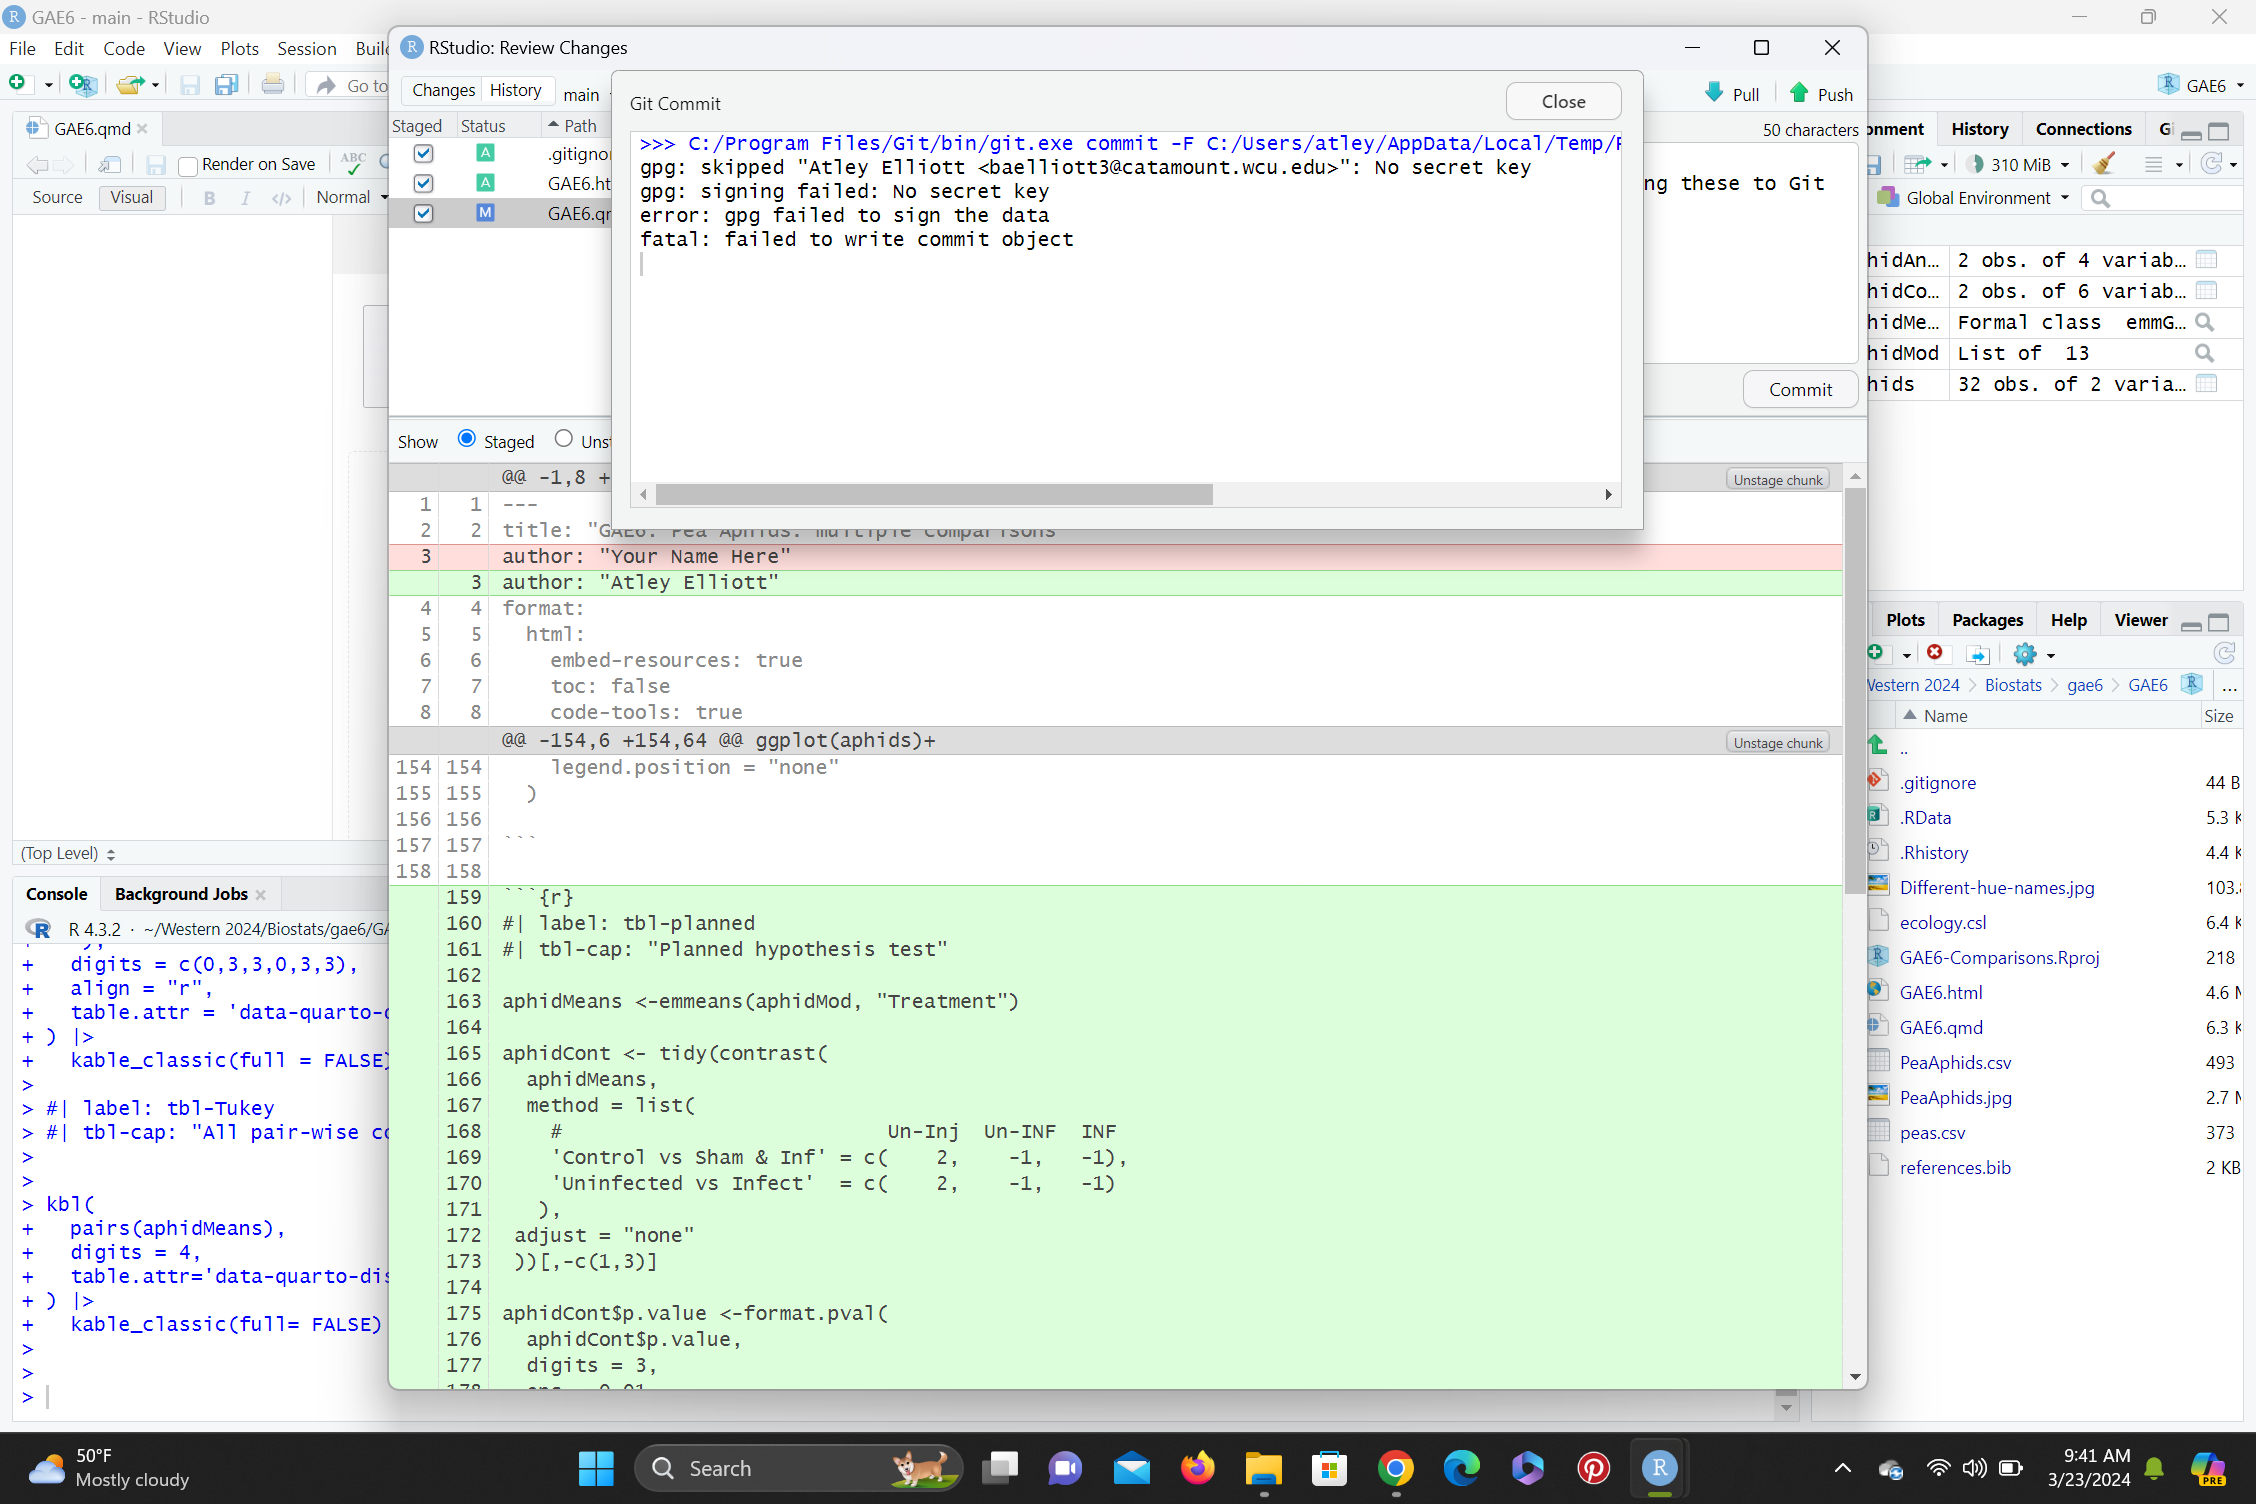 GAE6 - main - RStudio
File Edit Code View Plots Session
Go to
GAE6
GAE6.qmd
Render on Save
ABC
Source Visual B I </> Normal
(Top Level)
Console Background Jobs
R 4.3.2 · ~/Western 2024/Biostats/gae6/
+ digits = c(0,3,3,0,3,3),
+ align = "r",
+ table.attr = 'data-quarto-
+ ) |>
+ kable_classic(full = FALSE)
>
> #| label: tbl-Tukey
> #| tbl-cap: "All pair-wise
>
>
> kbl(
+ pairs(aphidMeans),
+ digits = 4,
+ table.attr='data-quarto-dis
+ ) |>
+ kable_classic(full= FALSE)
>
>
>
RStudio: Review Changes
Changes History main
Pull Push
Staged Status Path
A .gitigno
A GAE6.ht
M GAE6.q
50 characters
ng these to Git
Commit
Git Commit
Close
>>> C:/Program Files/Git/bin/git.exe commit -F C:/Users/atley/AppData/Local/Temp/
gpg: skipped "Atley Elliott <baelliott3@catamount.wcu.edu>": No secret key
gpg: signing failed: No secret key
error: gpg failed to sign the data
fatal: failed to write commit object
Show Staged Uns
@@ -1,8 + Unstage chunk
1 1 ---
2 2 title: "GAE6: Pea Aphids: multiple comparisons
3 author: "Your Name Here"
3 author: "Atley Elliott"
4 4 format:
5 5 html:
6 6 embed-resources: true
7 7 toc: false
8 8 code-tools: true
@@ -154,6 +154,64 @@ ggplot(aphids)+ Unstage chunk
154 154 legend.position = "none"
155 155 )
156 156
157 157 ```
158 158
159 ```{r}
160 #| label: tbl-planned
161 #| tbl-cap: "Planned hypothesis test"
162
163 aphidMeans <-emmeans(aphidMod, "Treatment")
164
165 aphidCont <- tidy(contrast(
166 aphidMeans,
167 method = list(
168 # Un-Inj Un-INF INF
169 'Control vs Sham & Inf' = c( 2, -1, -1),
170 'Uninfected vs Infect' = c( 2, -1, -1)
171 ),
172 adjust = "none"
173 ))[,-c(1,3)]
174
175 aphidCont$p.value <-format.pval(
176 aphidCont$p.value,
177 digits = 3,
onment History Connections Gi
310 MiB
Global Environment
hidAn... 2 obs. of 4 variab...
hidCo... 2 obs. of 6 variab...
hidMe... Formal class emmG...
hidMod List of 13
hids 32 obs. of 2 varia...
Plots Packages Help Viewer
Western 2024 > Biostats > gae6 > GAE6 ...
Name Size
..
.gitignore 44 B
.RData 5.3 K
.Rhistory 4.4 K
Different-hue-names.jpg 103.
ecology.csl 6.4 K
GAE6-Comparisons.Rproj 218
GAE6.html 4.6 M
GAE6.qmd 6.3 K
PeaAphids.csv 493
PeaAphids.jpg 2.7 M
peas.csv 373
references.bib 2 KB
50°F
Mostly cloudy
Search
9:41 AM
3/23/2024
PRE